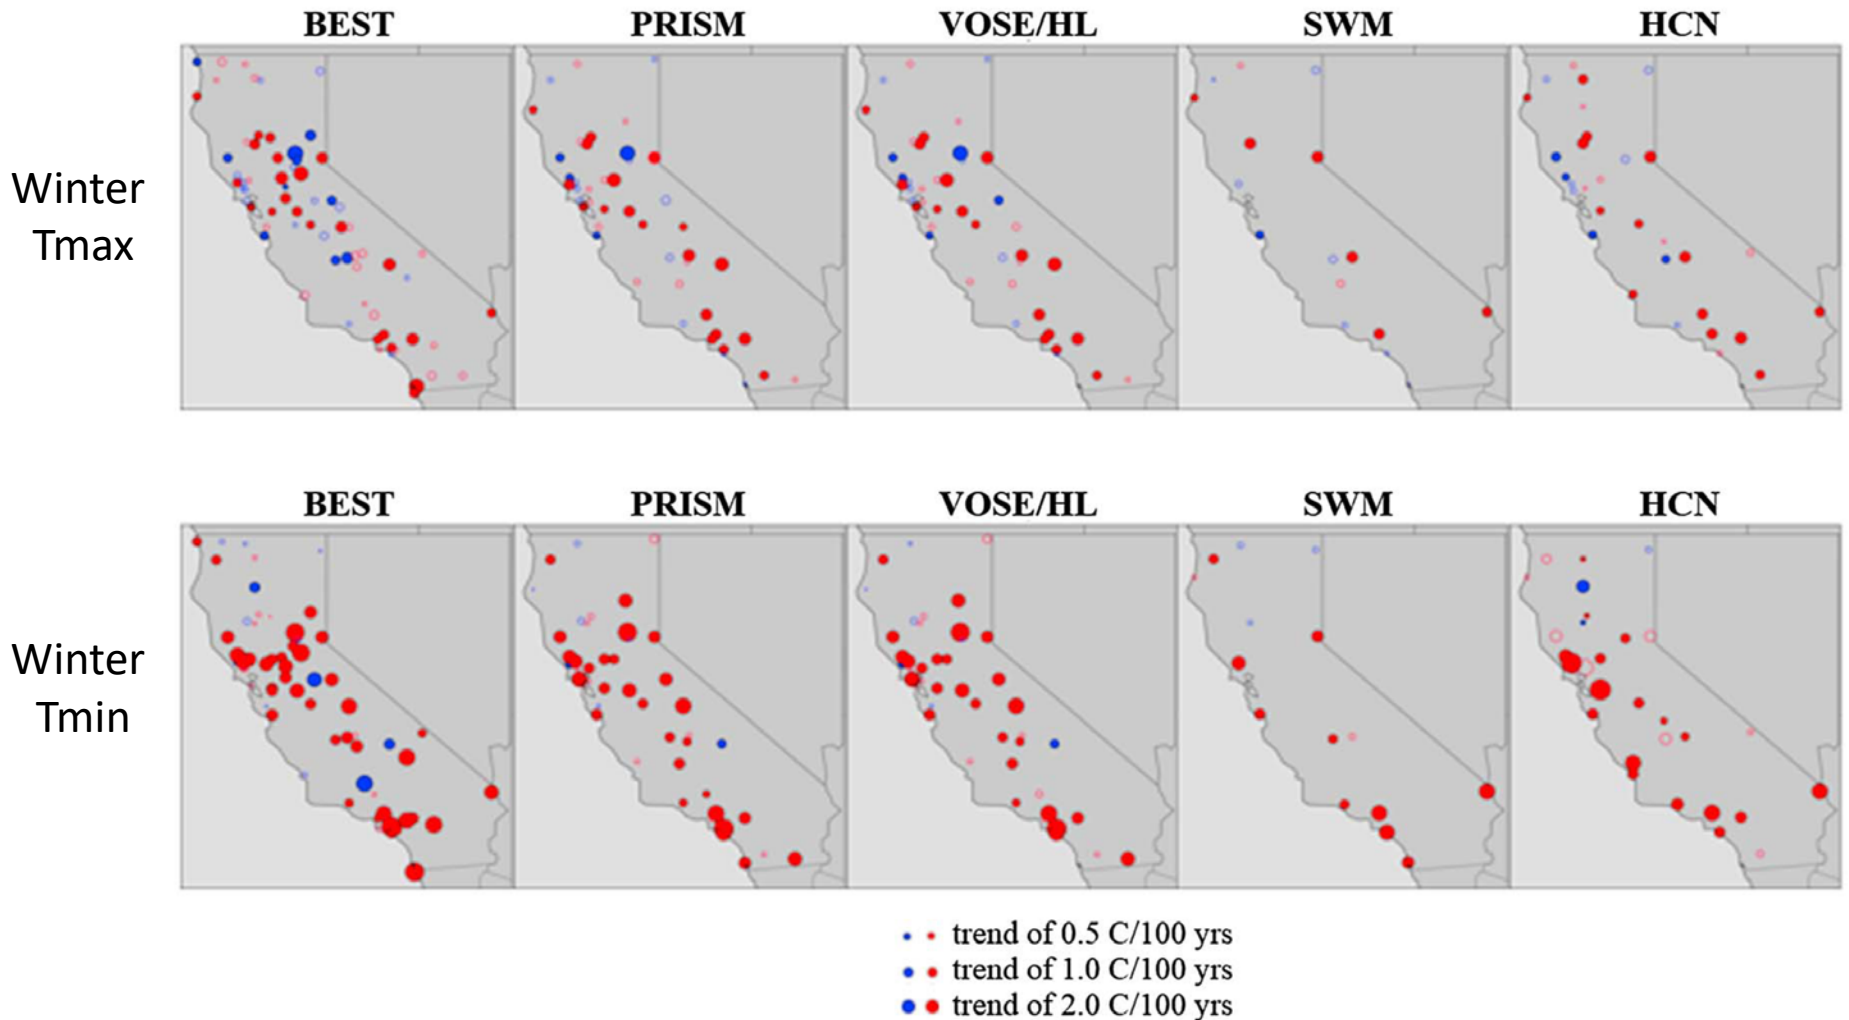 BEST PRISM VOSE/HL SWM HCN
Winter
Tmax
BEST PRISM VOSE/HL SWM HCN
Winter
Tmin
trend of 0.5 C/100 yrs
trend of 1.0 C/100 yrs
trend of 2.0 C/100 yrs